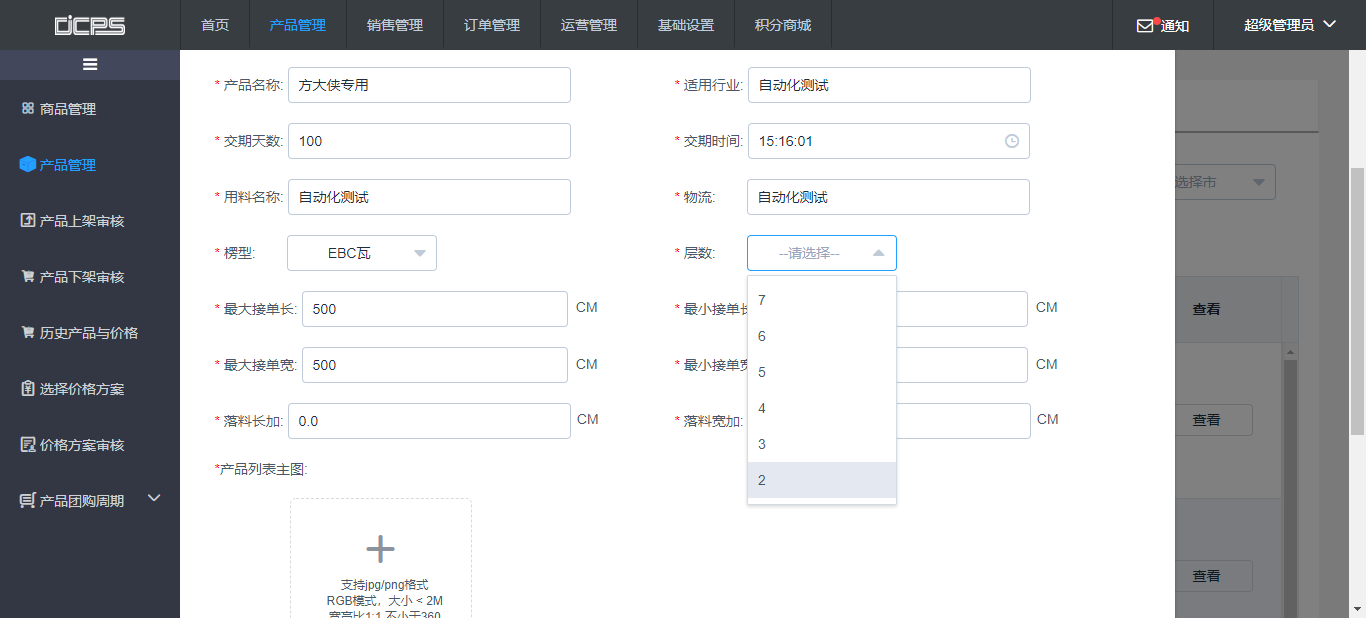 DJCPS
首页
产品管理
销售管理
订单管理
运营管理
基础设置
积分商城
通知
超级管理员
商品管理
产品管理
产品上架审核
产品下架审核
历史产品与价格
选择价格方案
价格方案审核
产品团购周期
* 产品名称: 方大侠专用
* 适用行业: 自动化测试
* 交期天数: 100
* 交期时间: 15:16:01
* 用料名称: 自动化测试
* 物流: 自动化测试
选择市
* 楞型: EBC瓦
* 层数: --请选择--
7
6
5
4
3
2
* 最大接单长: 500 CM
* 最小接单长 CM
查看
* 最大接单宽: 500 CM
* 最小接单宽 CM
* 落料长加: 0.0 CM
* 落料宽加: CM
查看
*产品列表主图:
支持jpg/png格式
RGB模式，大小 < 2M
宽高比1:1,不小于360
查看